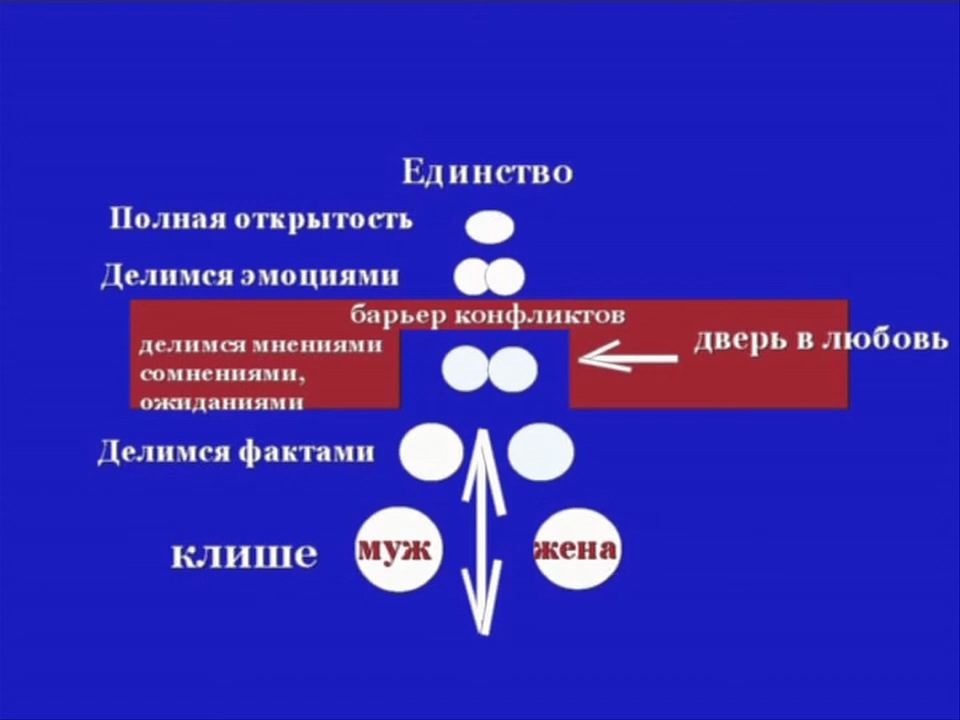 Единство
Полная открытость
Делимся эмоциями
барьер конфликтов
делимся мнениями
сомнениями,
ожиданиями
дверь в любовь
Делимся фактами
клише
муж
жена